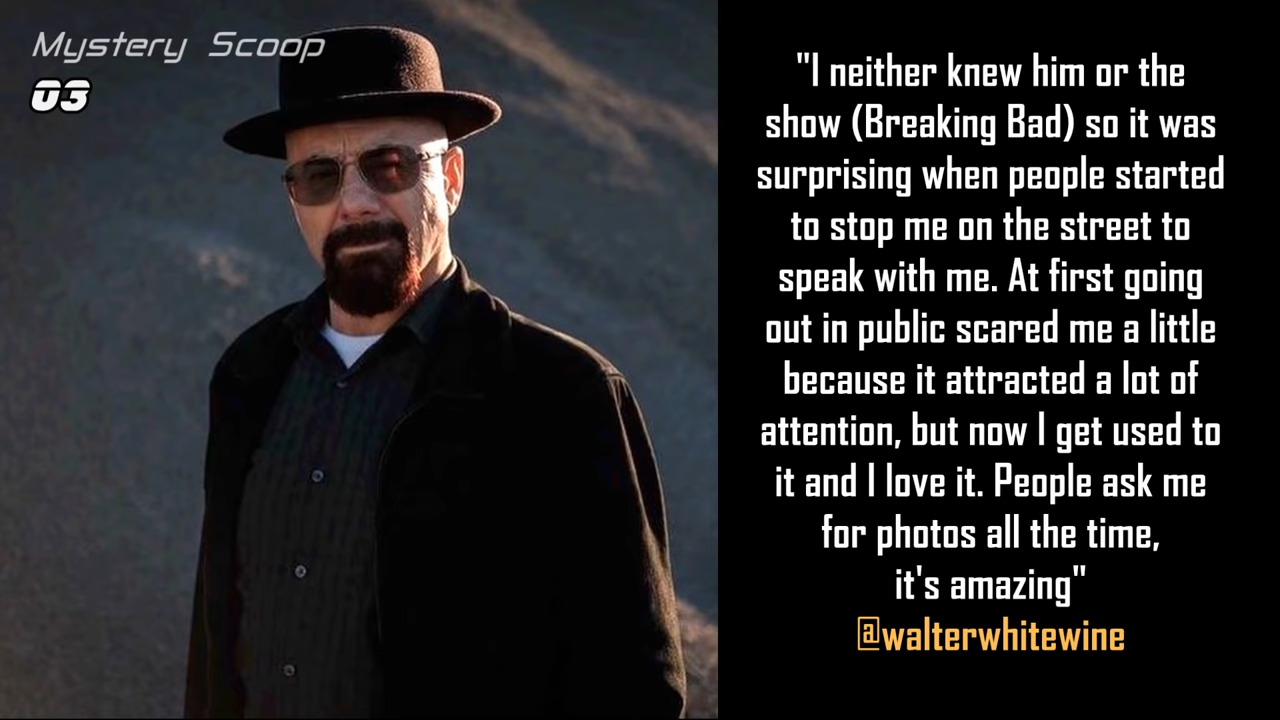 Mystery Scoop
03
"I neither knew him or the
show (Breaking Bad) so it was
surprising when people started
to stop me on the street to
speak with me. At first going
out in public scared me a little
because it attracted a lot of
attention, but now I get used to
it and I love it. People ask me
for photos all the time,
it's amazing"
@walterwhitewine